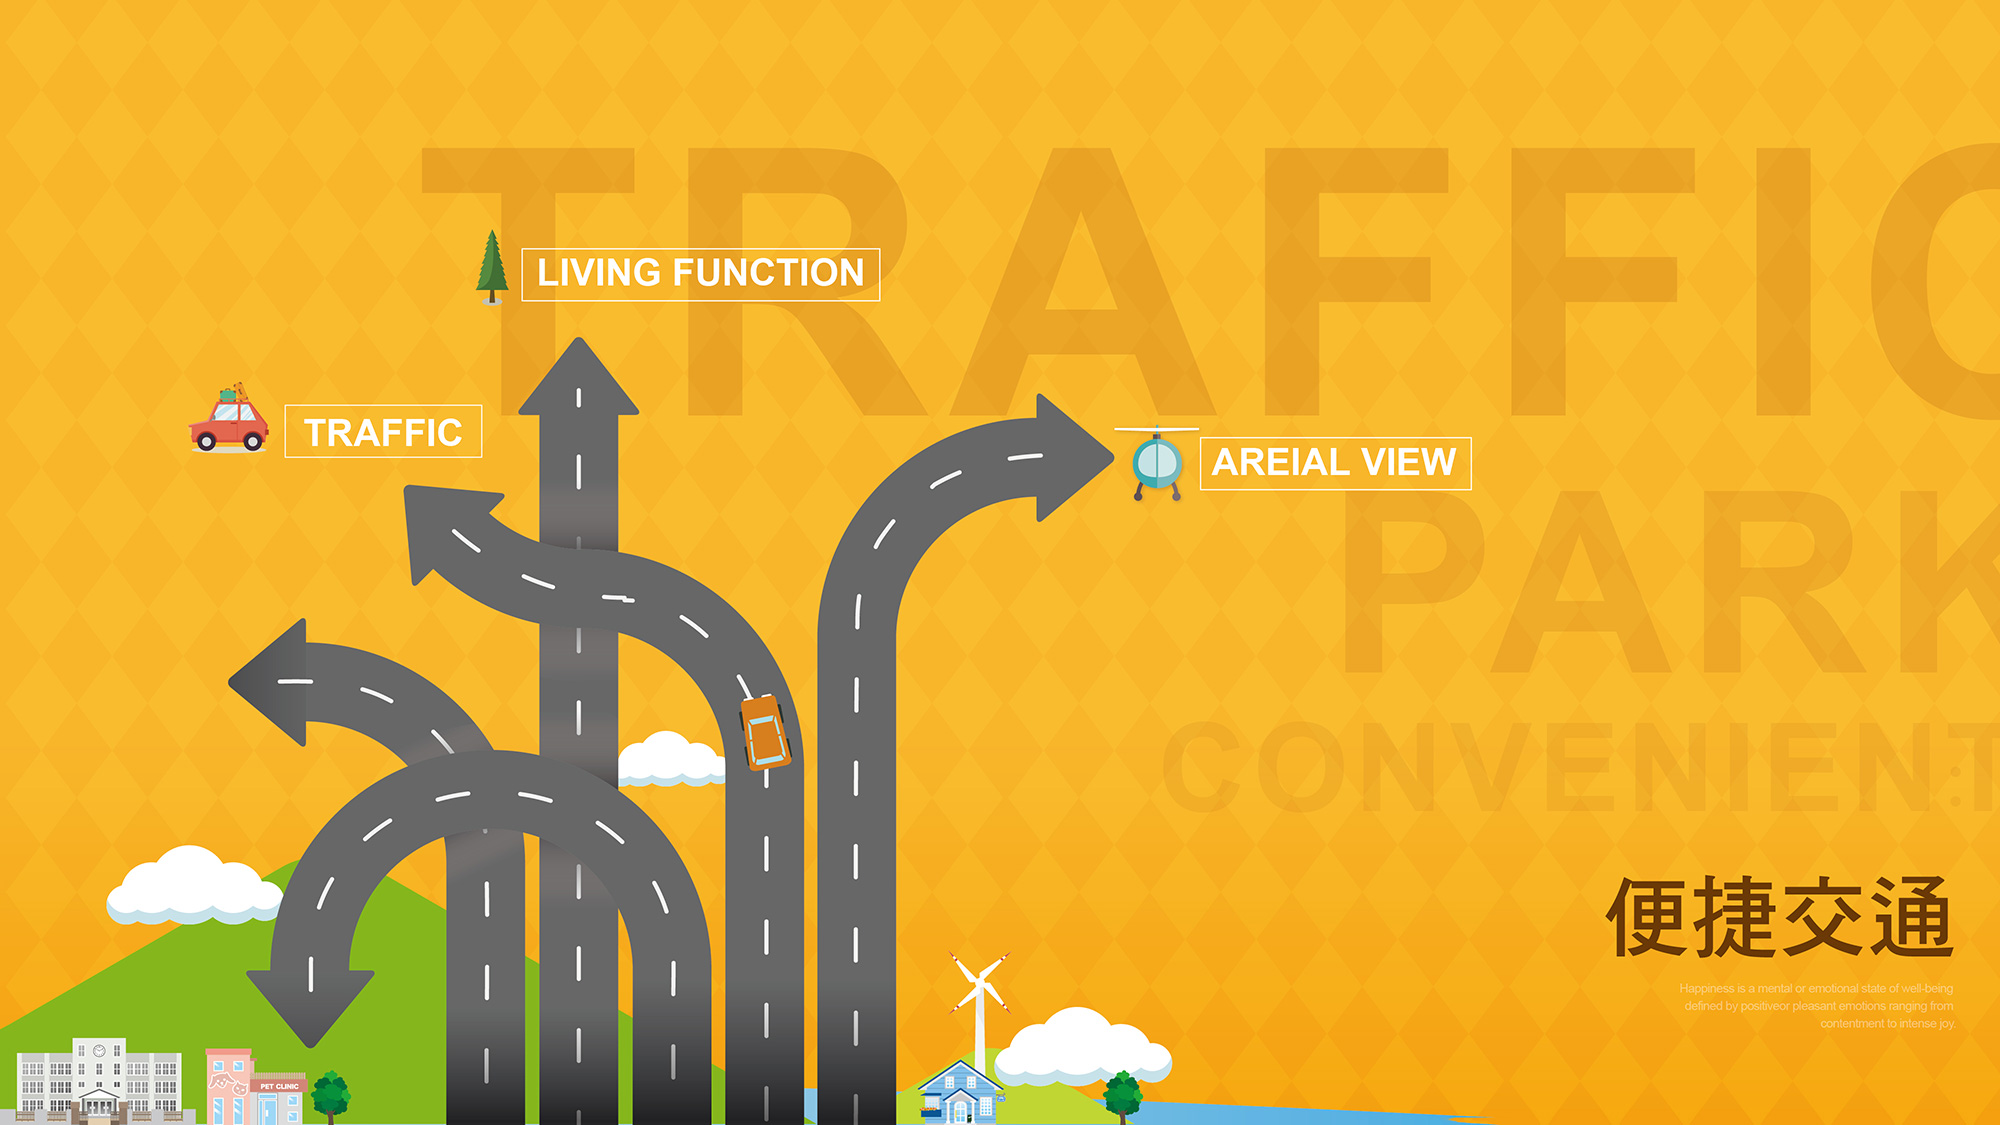 TRAFFIC
LIVING FUNCTION
TRAFFIC
AREIAL VIEW
PARK
CONVENIENT
便捷交通
Happiness is a mental or emotional state of well-being
defined by positiveor pleasant emotions ranging from
contentment to intense joy.
PET CLINIC